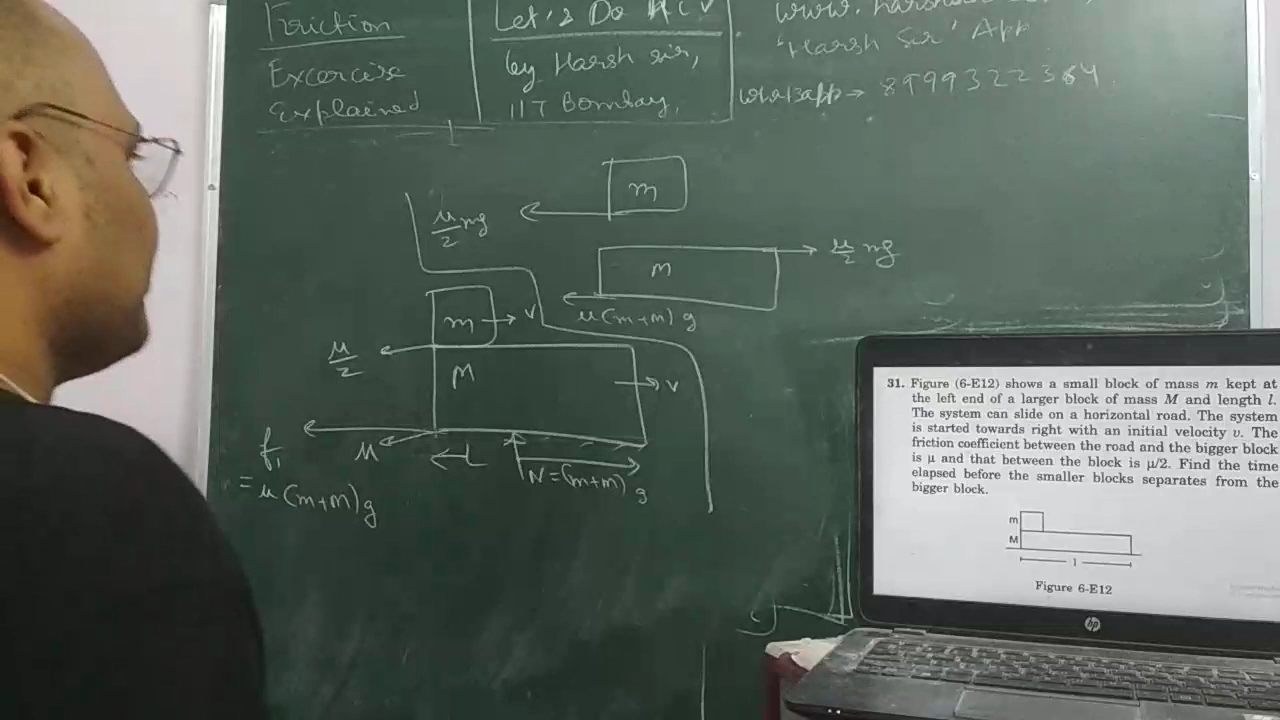 Friction
Excercise
Explained
Let's Do HCV
by Harsh sir,
IIT Bombay,
'Harsh Sir' App
Whatsapp → 8999322364
m
μ/2 mg
M
μ/2 mg
μ(m+M)g
m
v
μ/2
M
v
f₁
μ
L
N=(m+M)g
= μ(m+M)g
31. Figure (6-E12) shows a small block of mass m kept at
the left end of a larger block of mass M and length l.
The system can slide on a horizontal road. The system
is started towards right with an initial velocity v. The
friction coefficient between the road and the bigger block
is μ and that between the block is μ/2. Find the time
elapsed before the smaller blocks separates from the
bigger block.
m
M
l
Figure 6-E12
hp